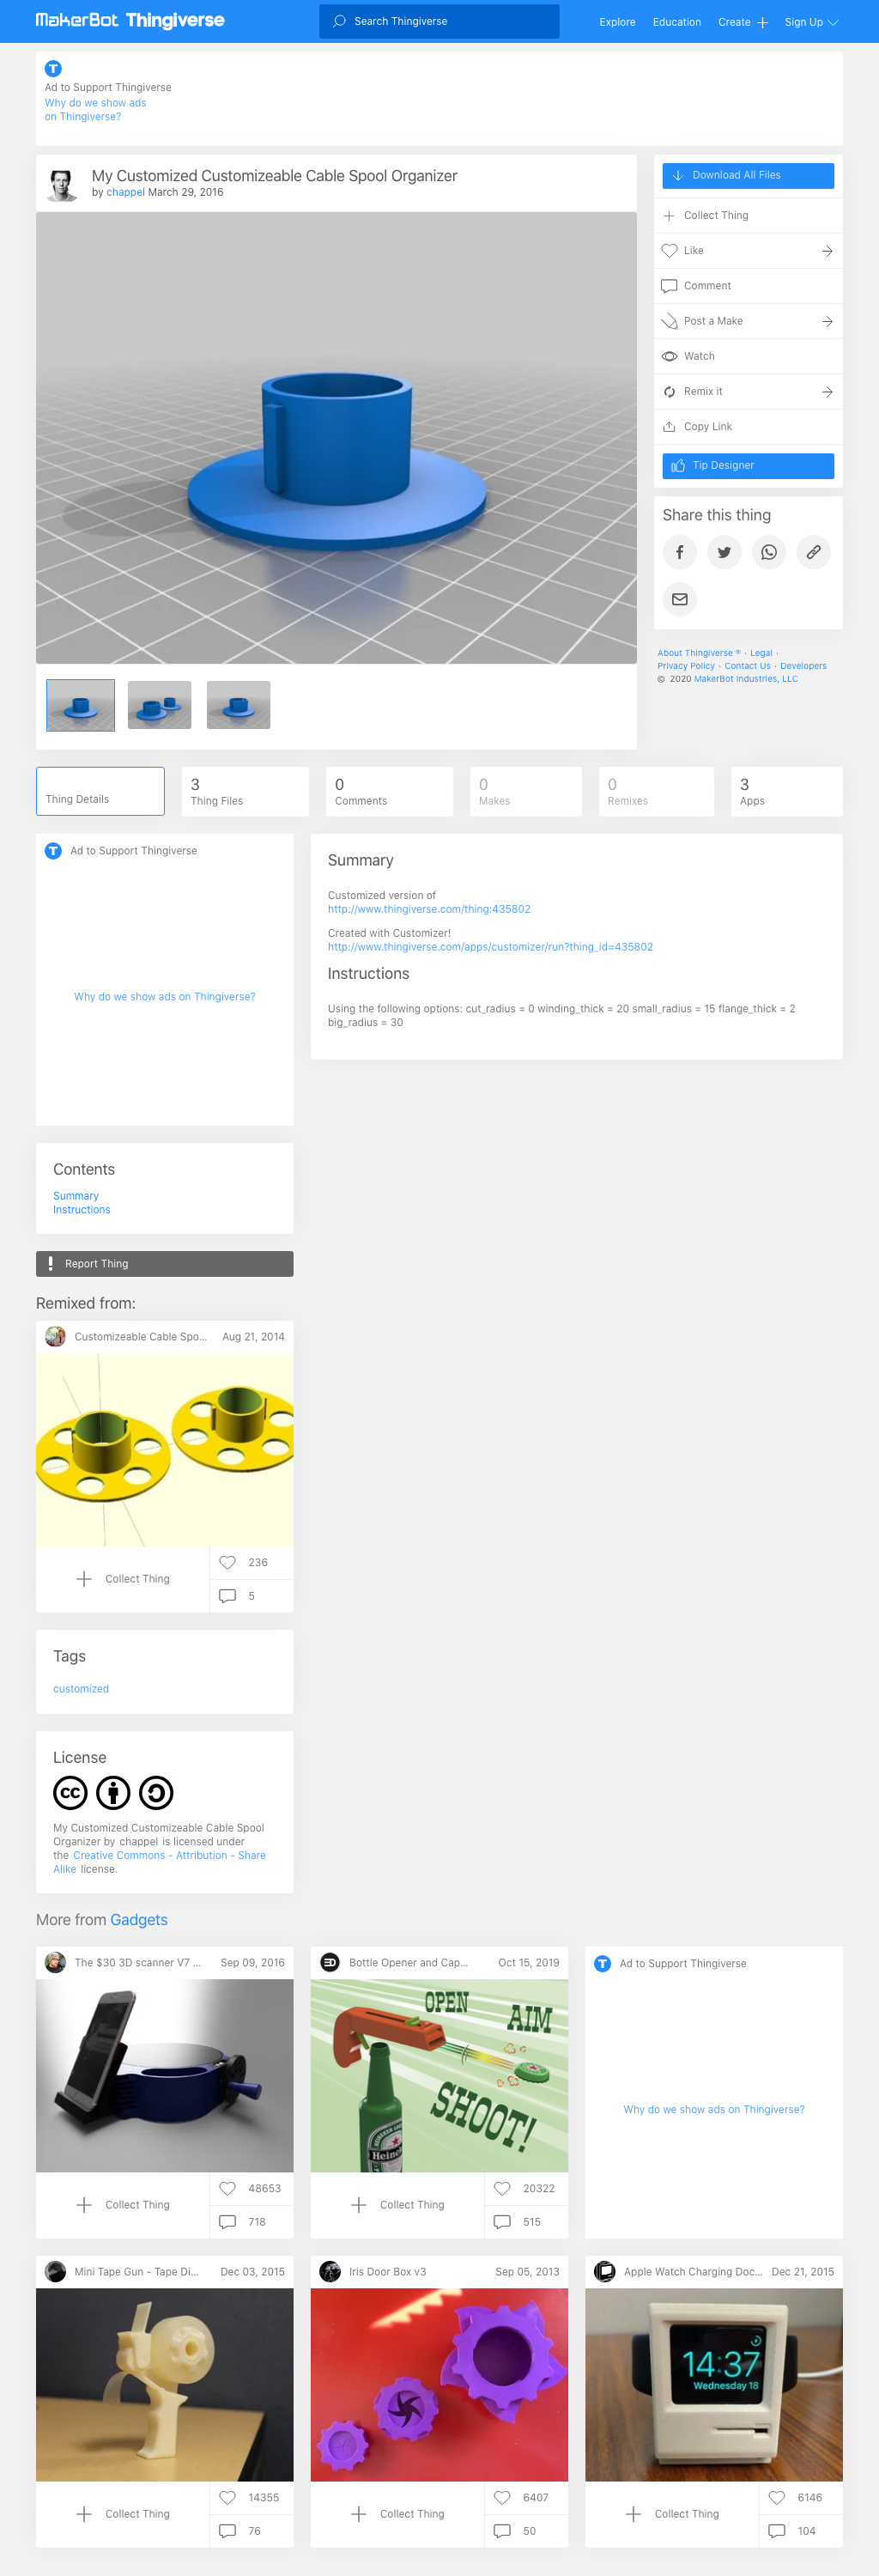 MakerBot Thingiverse
Search Thingiverse
Explore
Education
Create
Sign Up
Ad to Support Thingiverse
Why do we show ads
on Thingiverse?
My Customized Customizeable Cable Spool Organizer
by chappel March 29, 2016
Download All Files
Collect Thing
Like
Comment
Post a Make
Watch
Remix it
Copy Link
Tip Designer
Share this thing
About Thingiverse ® · Legal ·
Privacy Policy · Contact Us · Developers
© 2020 MakerBot Industries, LLC
Thing Details
3
Thing Files
0
Comments
0
Makes
0
Remixes
3
Apps
Ad to Support Thingiverse
Why do we show ads on Thingiverse?
Summary
Customized version of
http://www.thingiverse.com/thing:435802
Created with Customizer!
http://www.thingiverse.com/apps/customizer/run?thing_id=435802
Instructions
Using the following options: cut_radius = 0 winding_thick = 20 small_radius = 15 flange_thick = 2
big_radius = 30
Contents
Summary
Instructions
Report Thing
Remixed from:
Customizeable Cable Spo... Aug 21, 2014
Collect Thing
236
5
Tags
customized
License
My Customized Customizeable Cable Spool
Organizer by chappel is licensed under
the Creative Commons - Attribution - Share
Alike license.
More from Gadgets
The $30 3D scanner V7 ... Sep 09, 2016
Collect Thing
48653
718
Bottle Opener and Cap... Oct 15, 2019
OPEN
AIM
SHOOT!
Heine
Collect Thing
20322
515
Ad to Support Thingiverse
Why do we show ads on Thingiverse?
Mini Tape Gun - Tape Di... Dec 03, 2015
Collect Thing
14355
76
Iris Door Box v3 Sep 05, 2013
Collect Thing
6407
50
Apple Watch Charging Doc... Dec 21, 2015
14:37
Wednesday 18
Collect Thing
6146
104